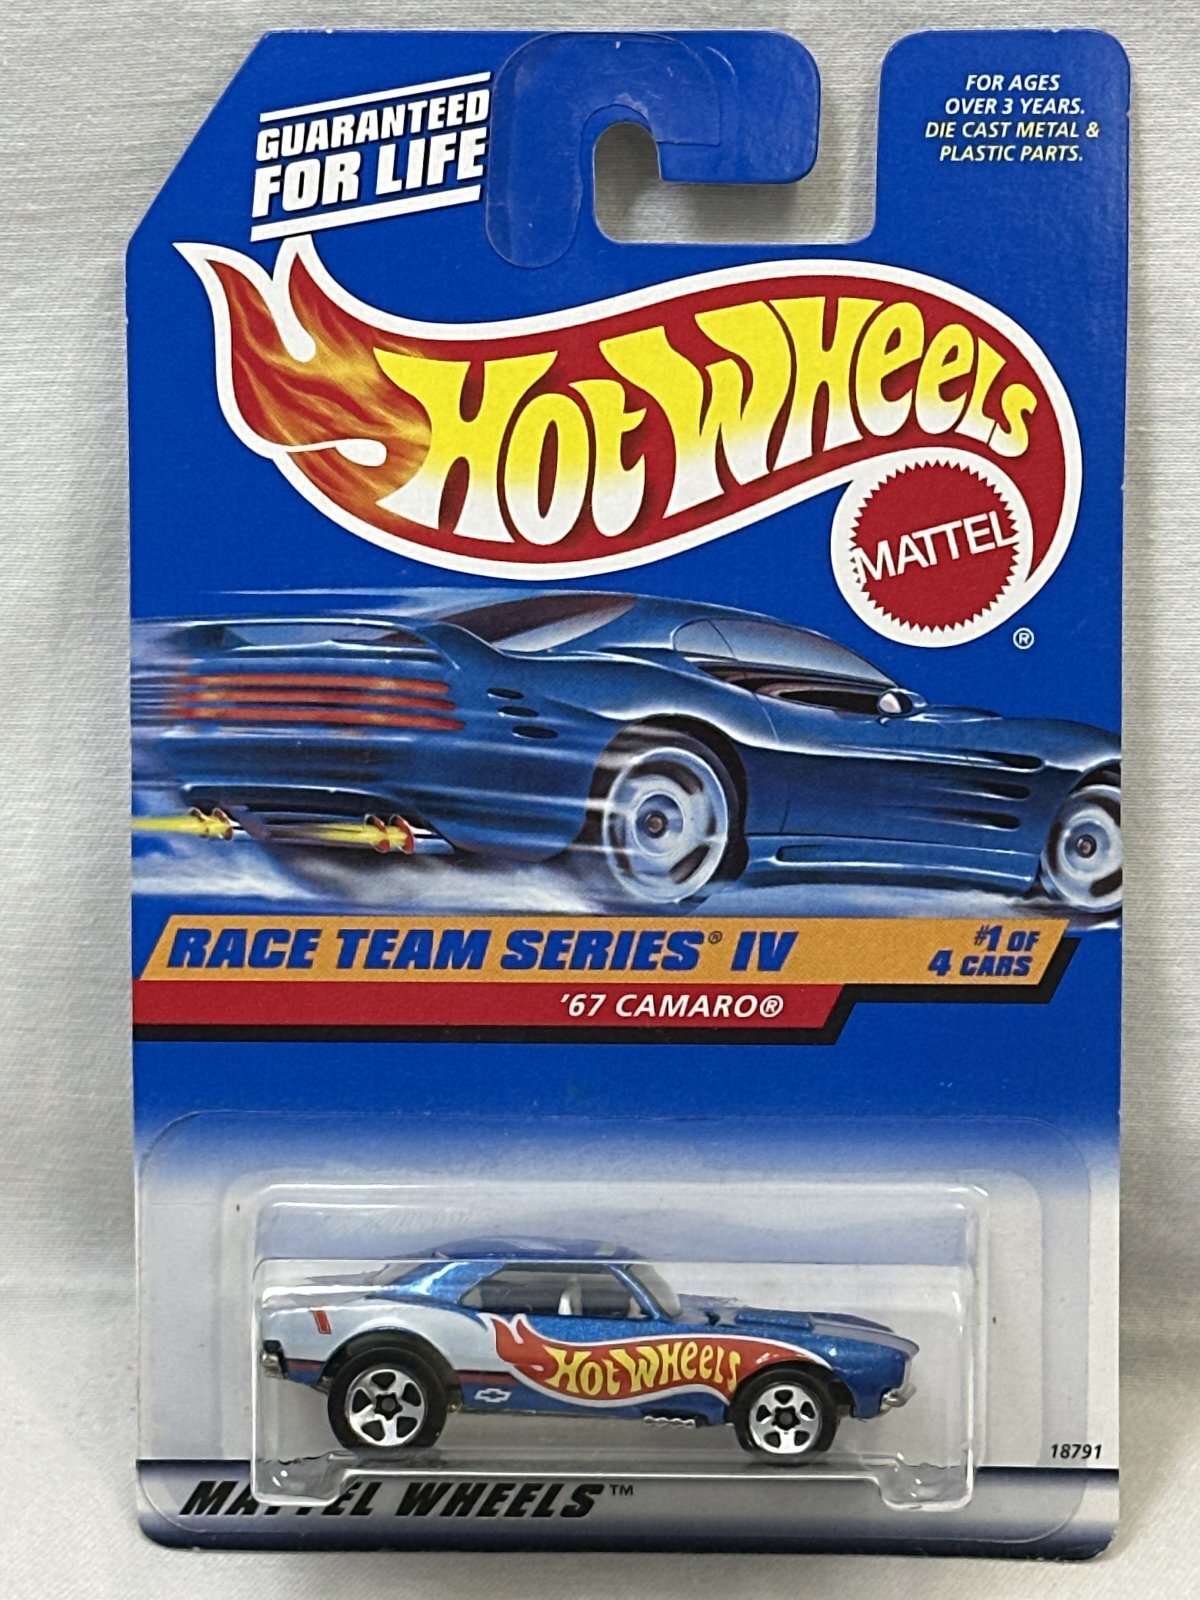 GUARANTEED
FOR LIFE
FOR AGES
OVER 3 YEARS.
DIE CAST METAL &
PLASTIC PARTS.
HOT WHEELS
MATTEL
®
RACE TEAM SERIES® IV
#1 OF
4 CARS
'67 CAMARO®
1
HOT WHEELS
18791
MATTEL WHEELS™